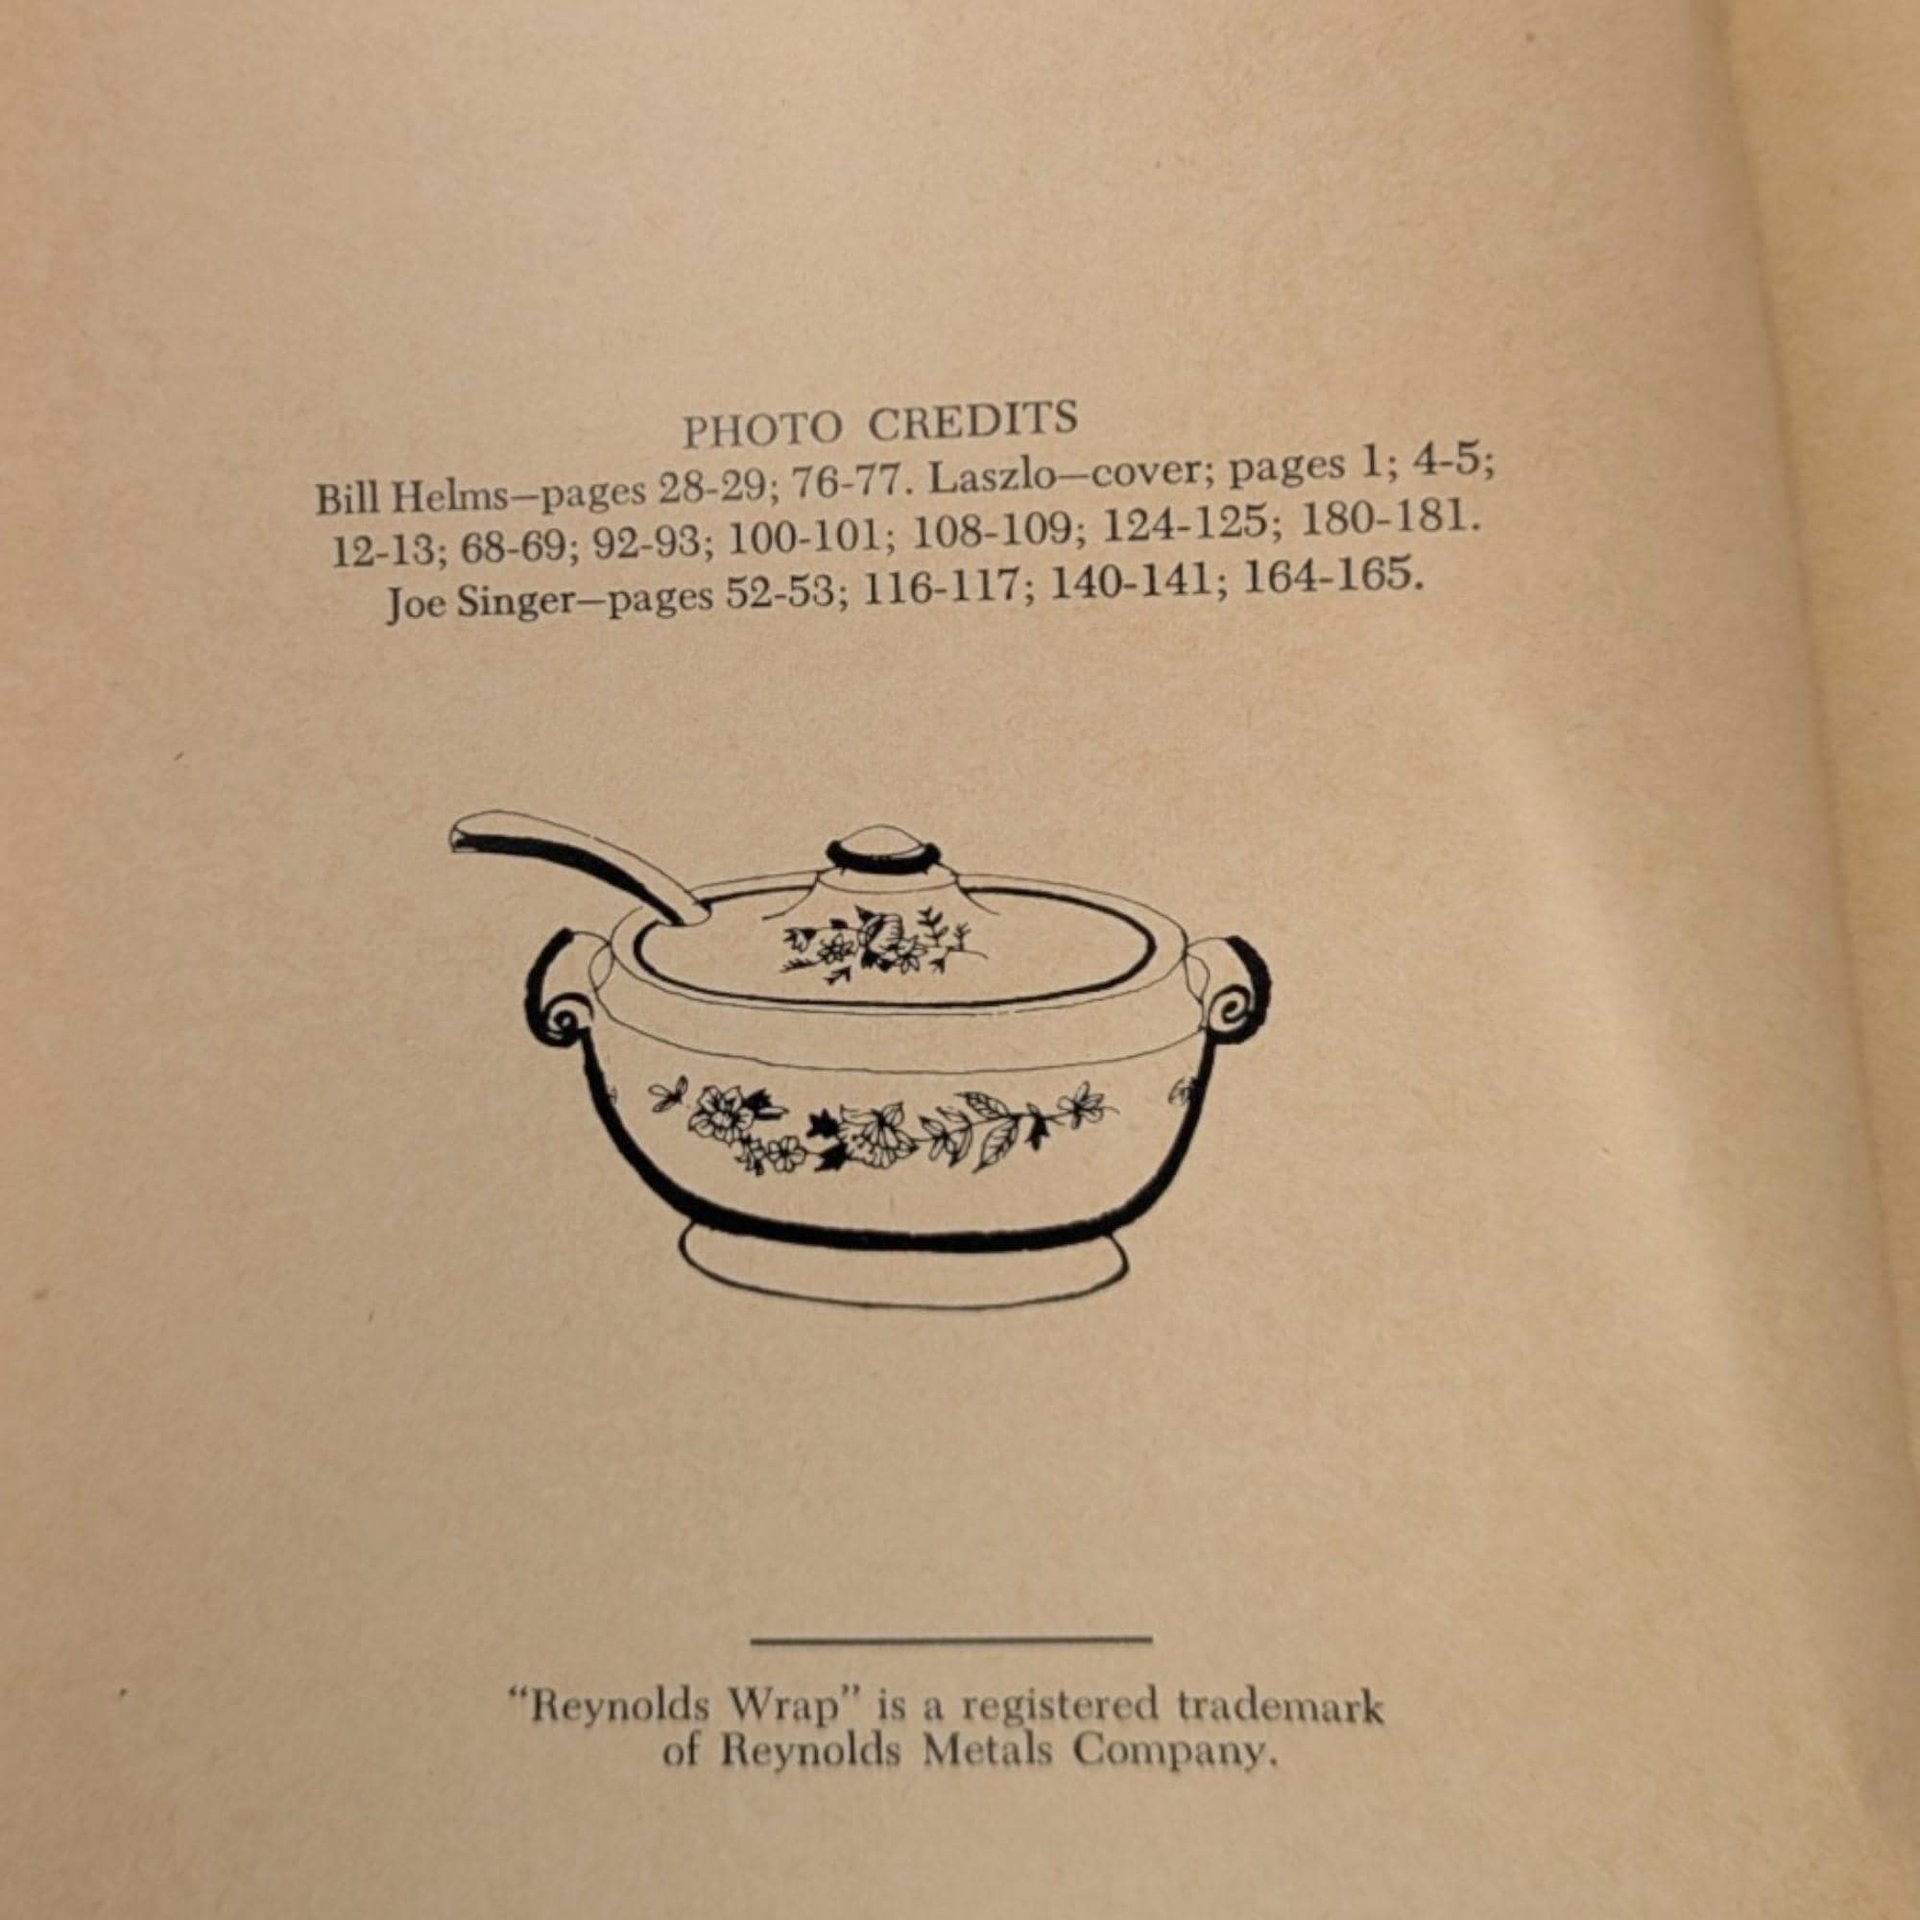 PHOTO CREDITS
Bill Helms—pages 28-29; 76-77. Laszlo—cover; pages 1; 4-5;
12-13; 68-69; 92-93; 100-101; 108-109; 124-125; 180-181.
Joe Singer—pages 52-53; 116-117; 140-141; 164-165.
“Reynolds Wrap” is a registered trademark
of Reynolds Metals Company.